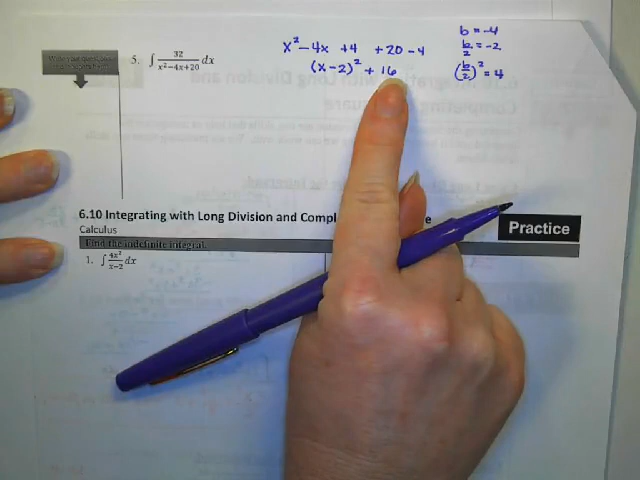 5. ∫ 32/(x²−4x+20) dx
x² − 4x + 4 + 20 − 4
(x − 2)² + 16
b = −4
b/2 = −2
(b/2)² = 4
6.10 Integrating with Long Division and Compl
Calculus
Practice
Find the indefinite integral.
1. ∫ 4x²/(x−2) dx